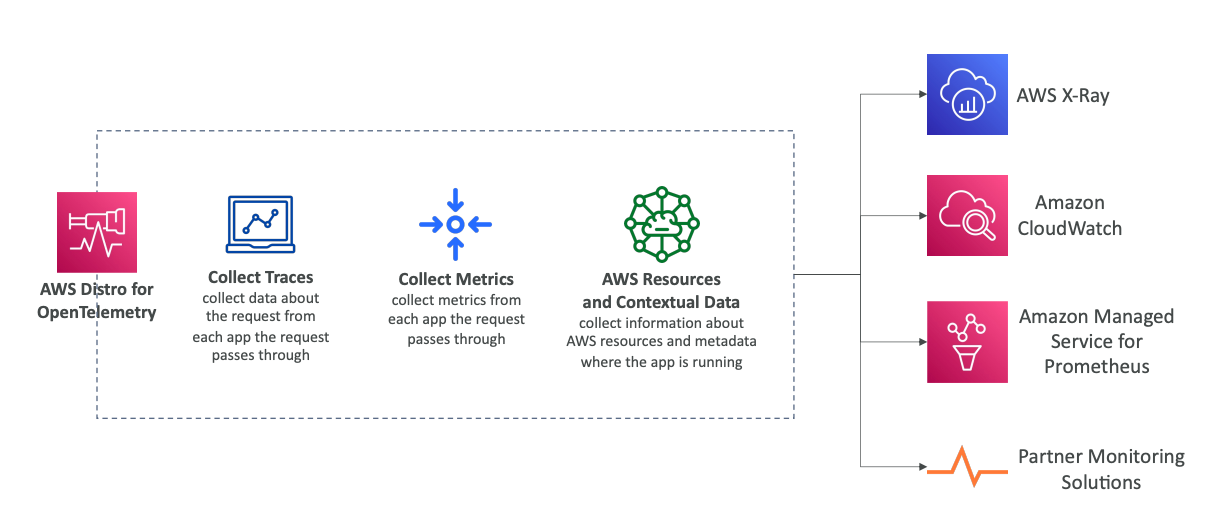 AWS Distro for
OpenTelemetry
Collect Traces
collect data about
the request from
each app the request
passes through
Collect Metrics
collect metrics from
each app the request
passes through
AWS Resources
and Contextual Data
collect information about
AWS resources and metadata
where the app is running
AWS X-Ray
Amazon
CloudWatch
Amazon Managed
Service for
Prometheus
Partner Monitoring
Solutions